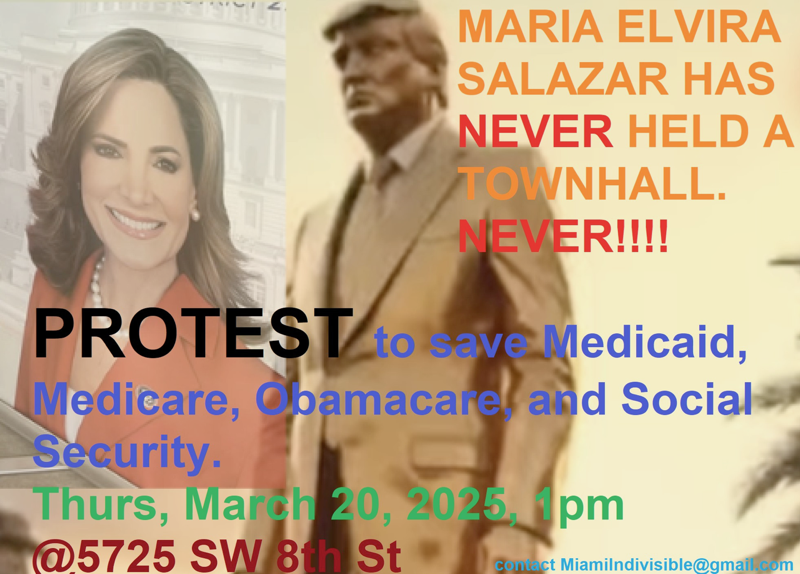 MARIA ELVIRA
SALAZAR HAS
NEVER HELD A
TOWNHALL.
NEVER!!!!
PROTEST to save Medicaid,
Medicare, Obamacare, and Social
Security.
Thurs, March 20, 2025, 1pm
@5725 SW 8th St
contact MiamiIndivisible@gmail.com